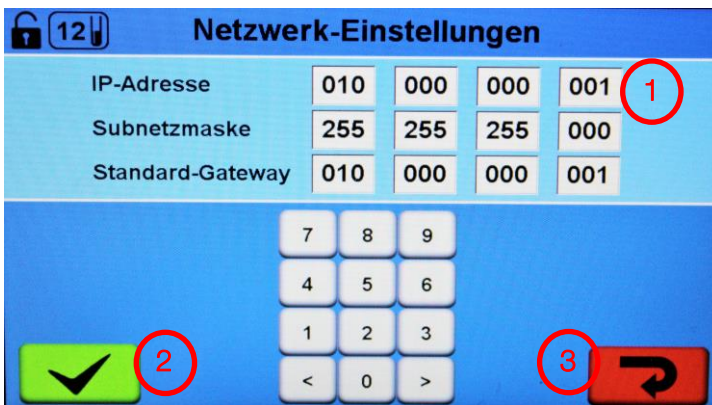 12 Netzwerk-Einstellungen
IP-Adresse 010 000 000 001 1
Subnetzmaske 255 255 255 000
Standard-Gateway 010 000 000 001
7 8 9
4 5 6
1 2 3
2 3
< 0 >